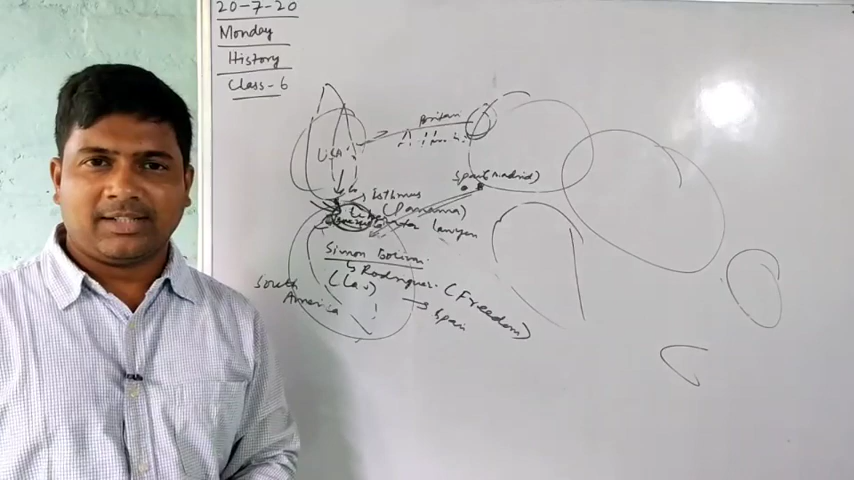 20-7-20
Monday
History
Class-6
USA
Britain
Spain (Madrid)
Isthmus
(Panama)
Liberator lawyer
Simon Bolivar
Rodriguez (Freedom)
(Law)
Spain
South
America